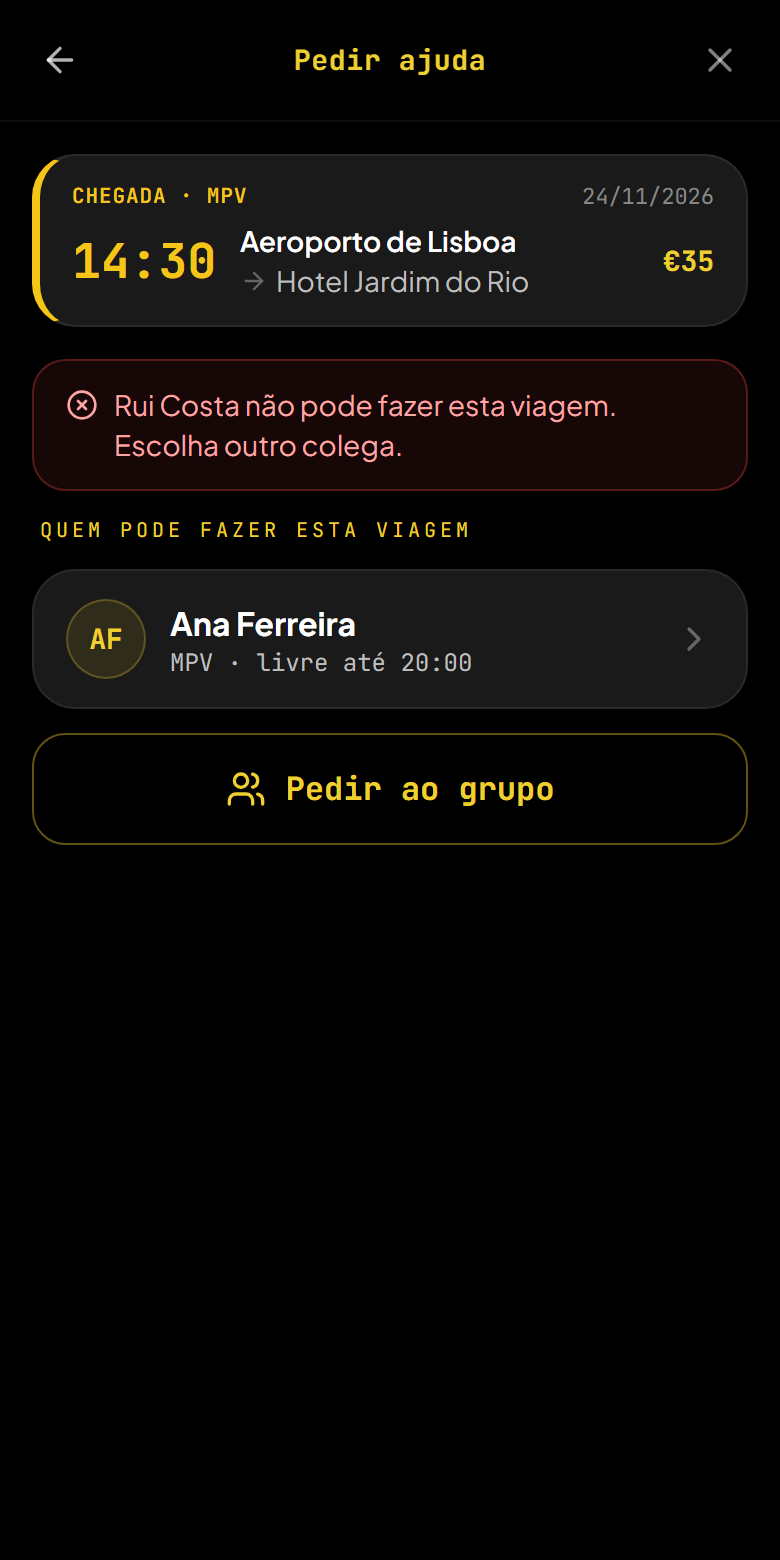 Pedir ajuda
CHEGADA · MPV
24/11/2026
14:30
Aeroporto de Lisboa
→ Hotel Jardim do Rio
€35
Rui Costa não pode fazer esta viagem.
Escolha outro colega.
QUEM PODE FAZER ESTA VIAGEM
AF
Ana Ferreira
MPV · livre até 20:00
Pedir ao grupo